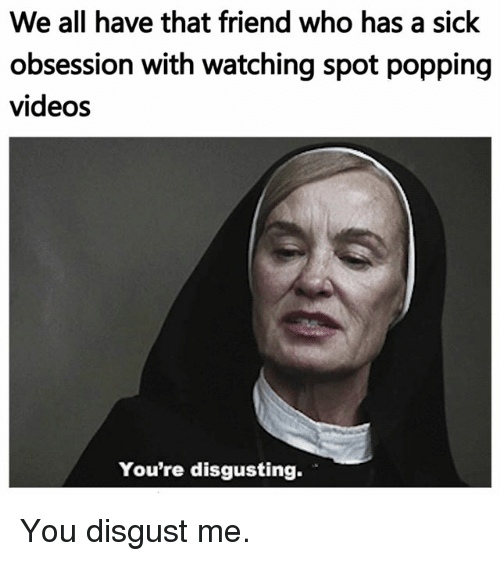 We all have that friend who has a sick
obsession with watching spot popping
videos
You're disgusting.
You disgust me.